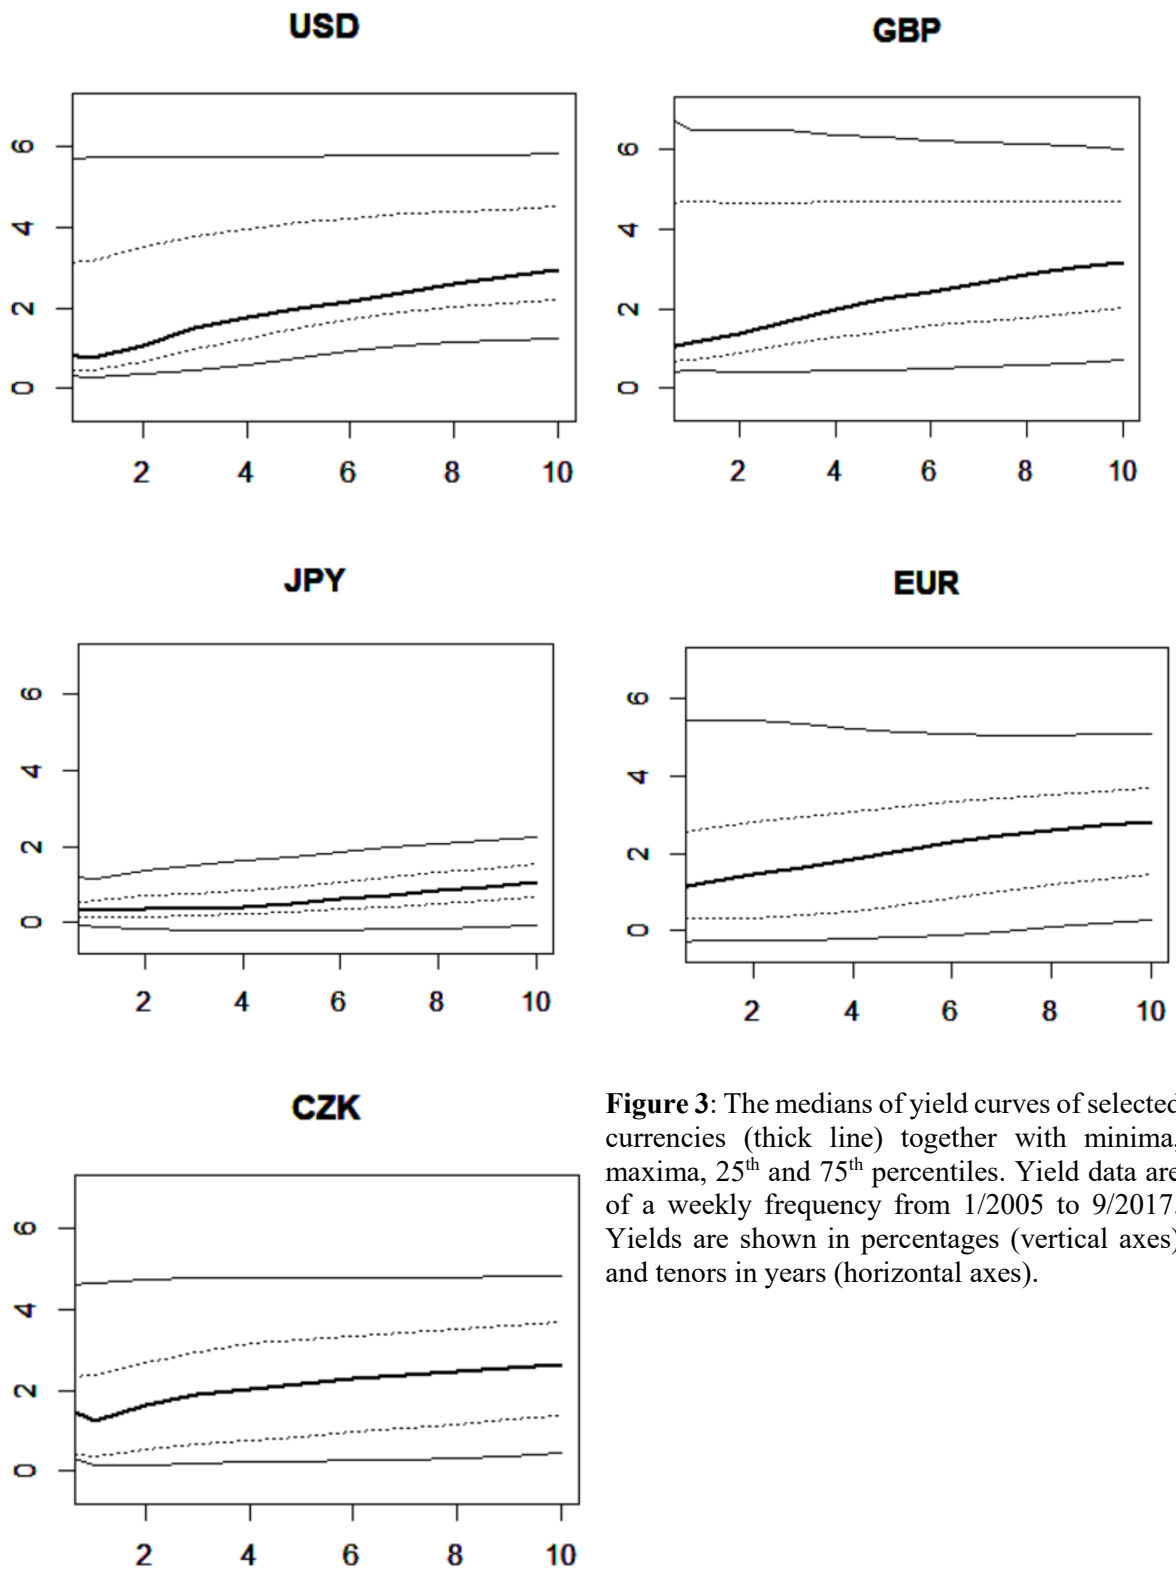 USD
6
4
2
0
2 4 6 8 10
GBP
6
4
2
0
2 4 6 8 10
JPY
6
4
2
0
2 4 6 8 10
EUR
6
4
2
0
2 4 6 8 10
CZK
6
4
2
0
2 4 6 8 10
Figure 3: The medians of yield curves of selected
currencies (thick line) together with minima,
maxima, 25th and 75th percentiles. Yield data are
of a weekly frequency from 1/2005 to 9/2017.
Yields are shown in percentages (vertical axes)
and tenors in years (horizontal axes).